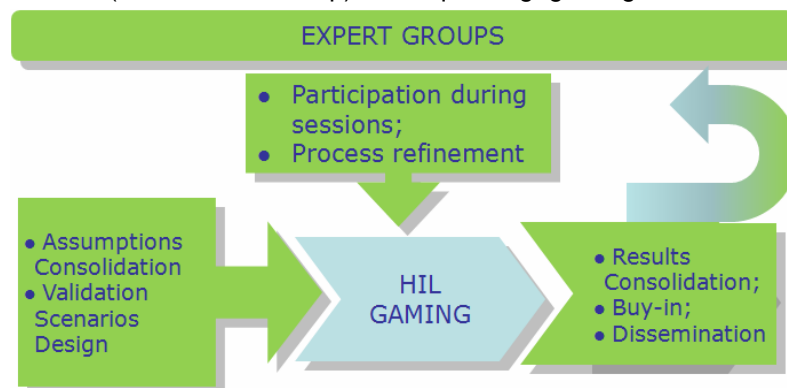 EXPERT GROUPS
● Participation during
sessions;
● Process refinement
● Assumptions
Consolidation
● Validation
Scenarios
Design
HIL
GAMING
● Results
Consolidation;
● Buy-in;
● Dissemination